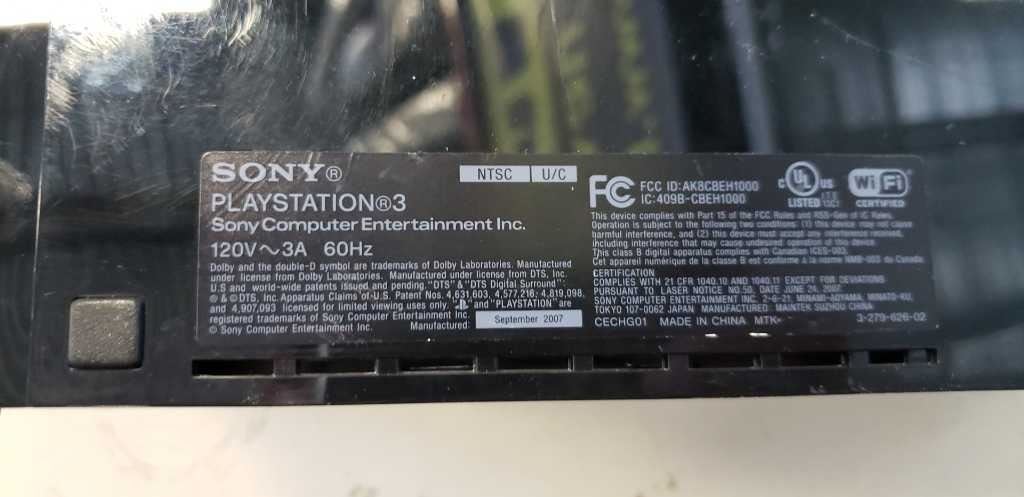 SONY®
NTSC U/C
PLAYSTATION®3
Sony Computer Entertainment Inc.
120V~3A 60Hz
Dolby and the double-D symbol are trademarks of Dolby Laboratories. Manufactured
under license from Dolby Laboratories. Manufactured under license from DTS, Inc.
U.S and world-wide patents issued and pending. "DTS" & "DTS Digital Surround":
® & © DTS, Inc. Apparatus Claims of U.S. Patent Nos. 4,631,603, 4,577,216, 4,819,098,
and 4,907,093 licensed for limited viewing uses only. and "PLAYSTATION" are
registered trademarks of Sony Computer Entertainment Inc.
© Sony Computer Entertainment Inc. Manufactured: September 2007
FC FCC ID:AK8CBEH1000
IC:409B-CBEH1000
c UL us
LISTED
Wi Fi
CERTIFIED
This device complies with Part 15 of the FCC Rules and RSS-Gen of IC Rules.
Operation is subject to the following two conditions: (1) this device may not cause
harmful interference, and (2) this device must accept any interference received,
including interference that may cause undesired operation of this device.
This class B digital apparatus complies with Canadian ICES-003.
Cet appareil numérique de la classe B est conforme à la norme NMB-003 du Canada.
CERTIFICATION
COMPLIES WITH 21 CFR 1040.10 AND 1040.11 EXCEPT FOR DEVIATIONS
PURSUANT TO LASER NOTICE NO.50, DATED JUNE 24, 2007.
SONY COMPUTER ENTERTAINMENT INC. 2-6-21, MINAMI-AOYAMA, MINATO-KU,
TOKYO 107-0062 JAPAN MANUFACTURED: MAINTEK SUZHOU CHINA
CECHG01 MADE IN CHINA MTK 3-279-626-02